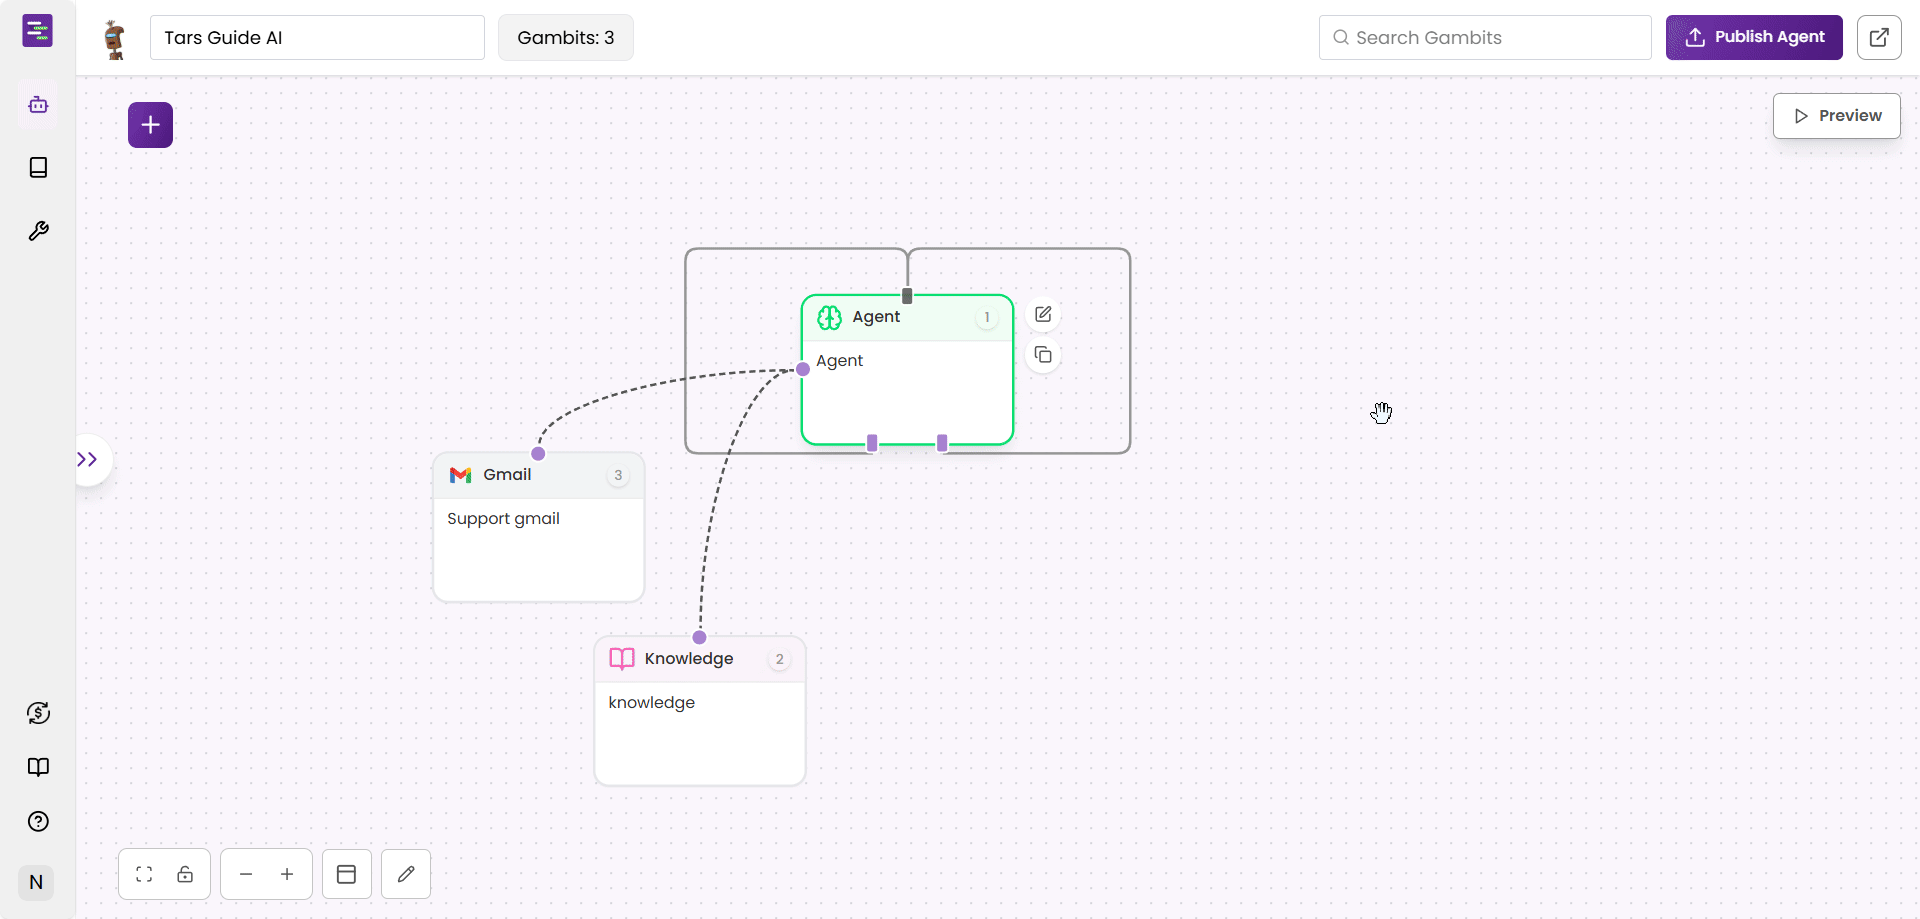 Tars Guide AI
Gambits: 3
Search Gambits
Publish Agent
Preview
Agent
1
Agent
Gmail
3
Support gmail
Knowledge
2
knowledge
N